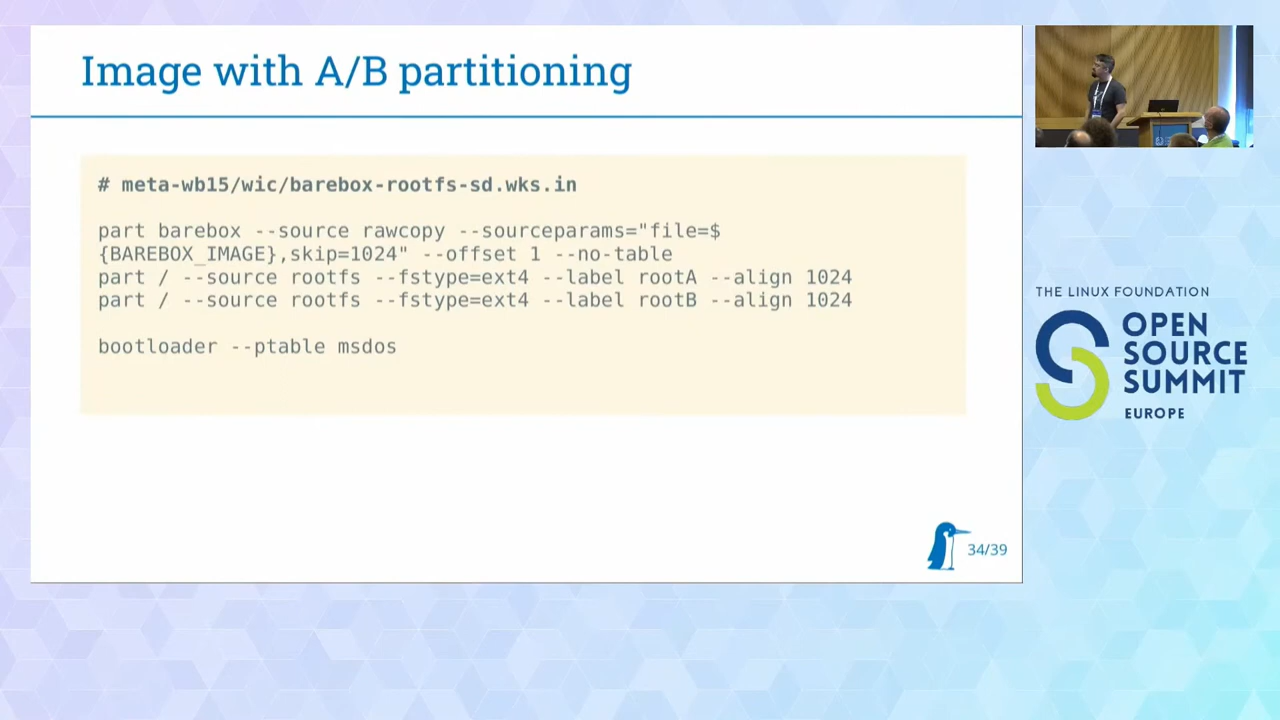 Image with A/B partitioning
# meta-wb15/wic/barebox-rootfs-sd.wks.in
part barebox --source rawcopy --sourceparams="file=$
{BAREBOX_IMAGE},skip=1024" --offset 1 --no-table
part / --source rootfs --fstype=ext4 --label rootA --align 1024
part / --source rootfs --fstype=ext4 --label rootB --align 1024
bootloader --ptable msdos
34/39
THE LINUX FOUNDATION
OPEN
SOURCE
SUMMIT
EUROPE